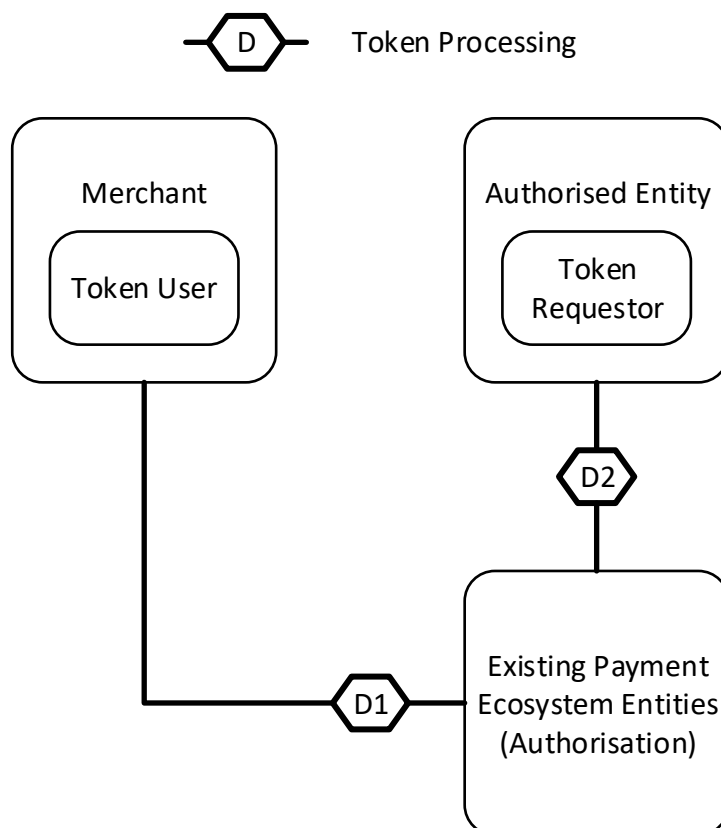 D Token Processing
Merchant
Token User
Authorised Entity
Token
Requestor
D2
D1
Existing Payment
Ecosystem Entities
(Authorisation)